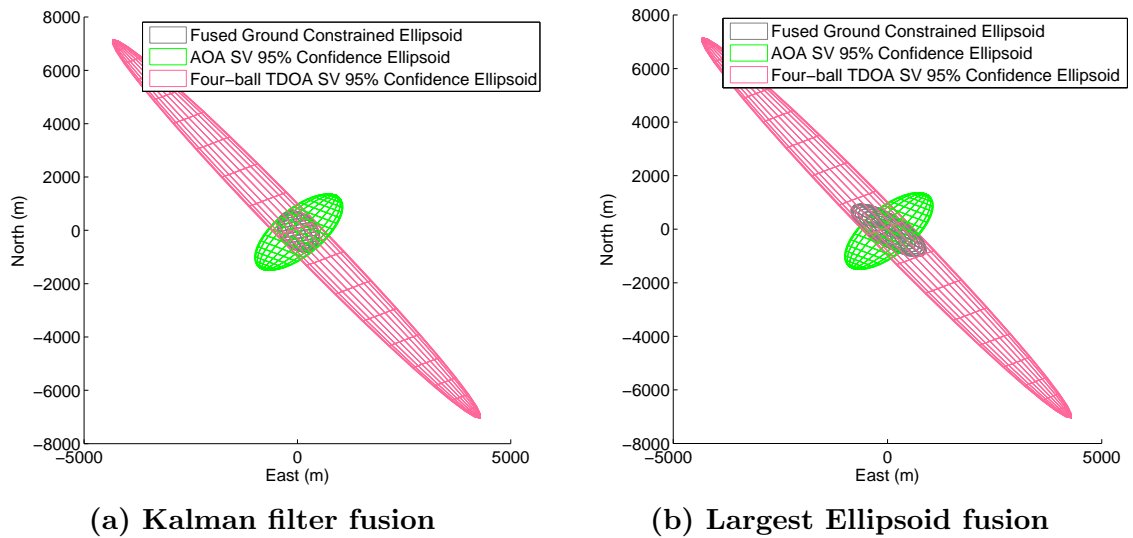 8000
6000
4000
2000
0
−2000
−4000
−6000
−8000
−5000 0 5000
East (m)
North (m)
Fused Ground Constrained Ellipsoid
AOA SV 95% Confidence Ellipsoid
Four−ball TDOA SV 95% Confidence Ellipsoid
(a) Kalman filter fusion
8000
6000
4000
2000
0
−2000
−4000
−6000
−8000
−5000 0 5000
East (m)
North (m)
Fused Ground Constrained Ellipsoid
AOA SV 95% Confidence Ellipsoid
Four−ball TDOA SV 95% Confidence Ellipsoid
(b) Largest Ellipsoid fusion